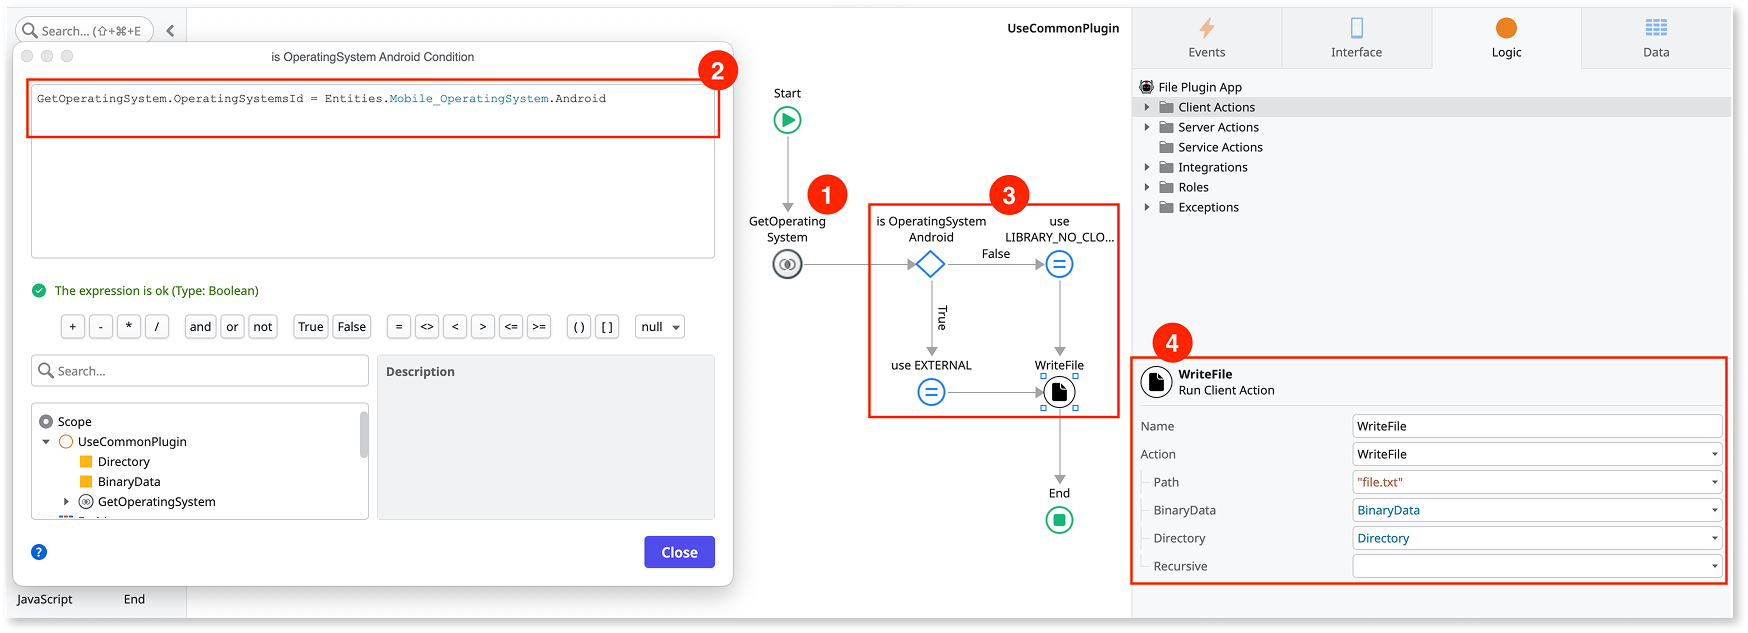 Search... (⇧+⌘+E
is OperatingSystem Android Condition
2
GetOperatingSystem.OperatingSystemsId = Entities.Mobile_OperatingSystem.Android
The expression is ok (Type: Boolean)
+ - * / and or not True False = <> < > <= >= ( ) [ ] null
Search...
Description
Scope
UseCommonPlugin
Directory
BinaryData
GetOperatingSystem
?
Close
JavaScript End
UseCommonPlugin
Start
1
GetOperating
System
3
is OperatingSystem
Android
use
LIBRARY_NO_CLO...
False
True
use EXTERNAL
WriteFile
End
Events Interface Logic Data
File Plugin App
Client Actions
Server Actions
Service Actions
Integrations
Roles
Exceptions
4
WriteFile
Run Client Action
Name WriteFile
Action WriteFile
Path "file.txt"
BinaryData BinaryData
Directory Directory
Recursive